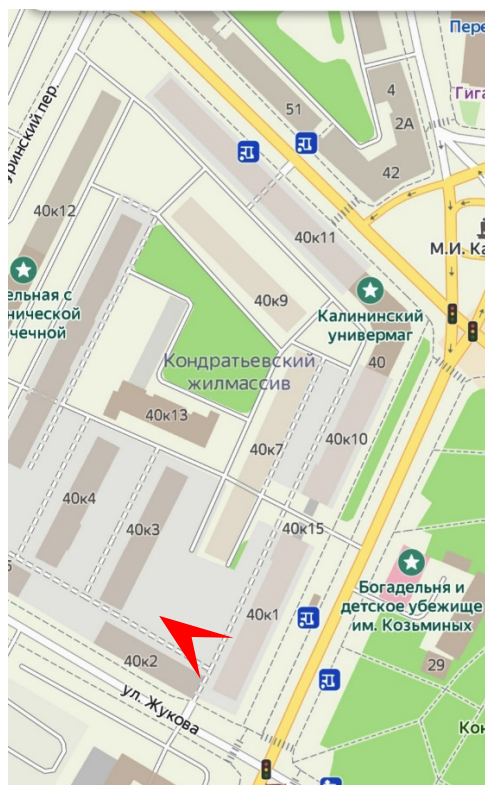 Пере
Гига
4
2А
51
42
уринский пер.
40к12
40к11
М.И. Ка
ельная с
нической
чечной
40к9
Калининский
универмаг
Кондратьевский
жилмассив
40
40к13
40к7
40к10
40к4
40к3
40к15
Богадельня и
детское убежище
им. Козьминых
40к1
40к2
29
ул. Жукова
Кон